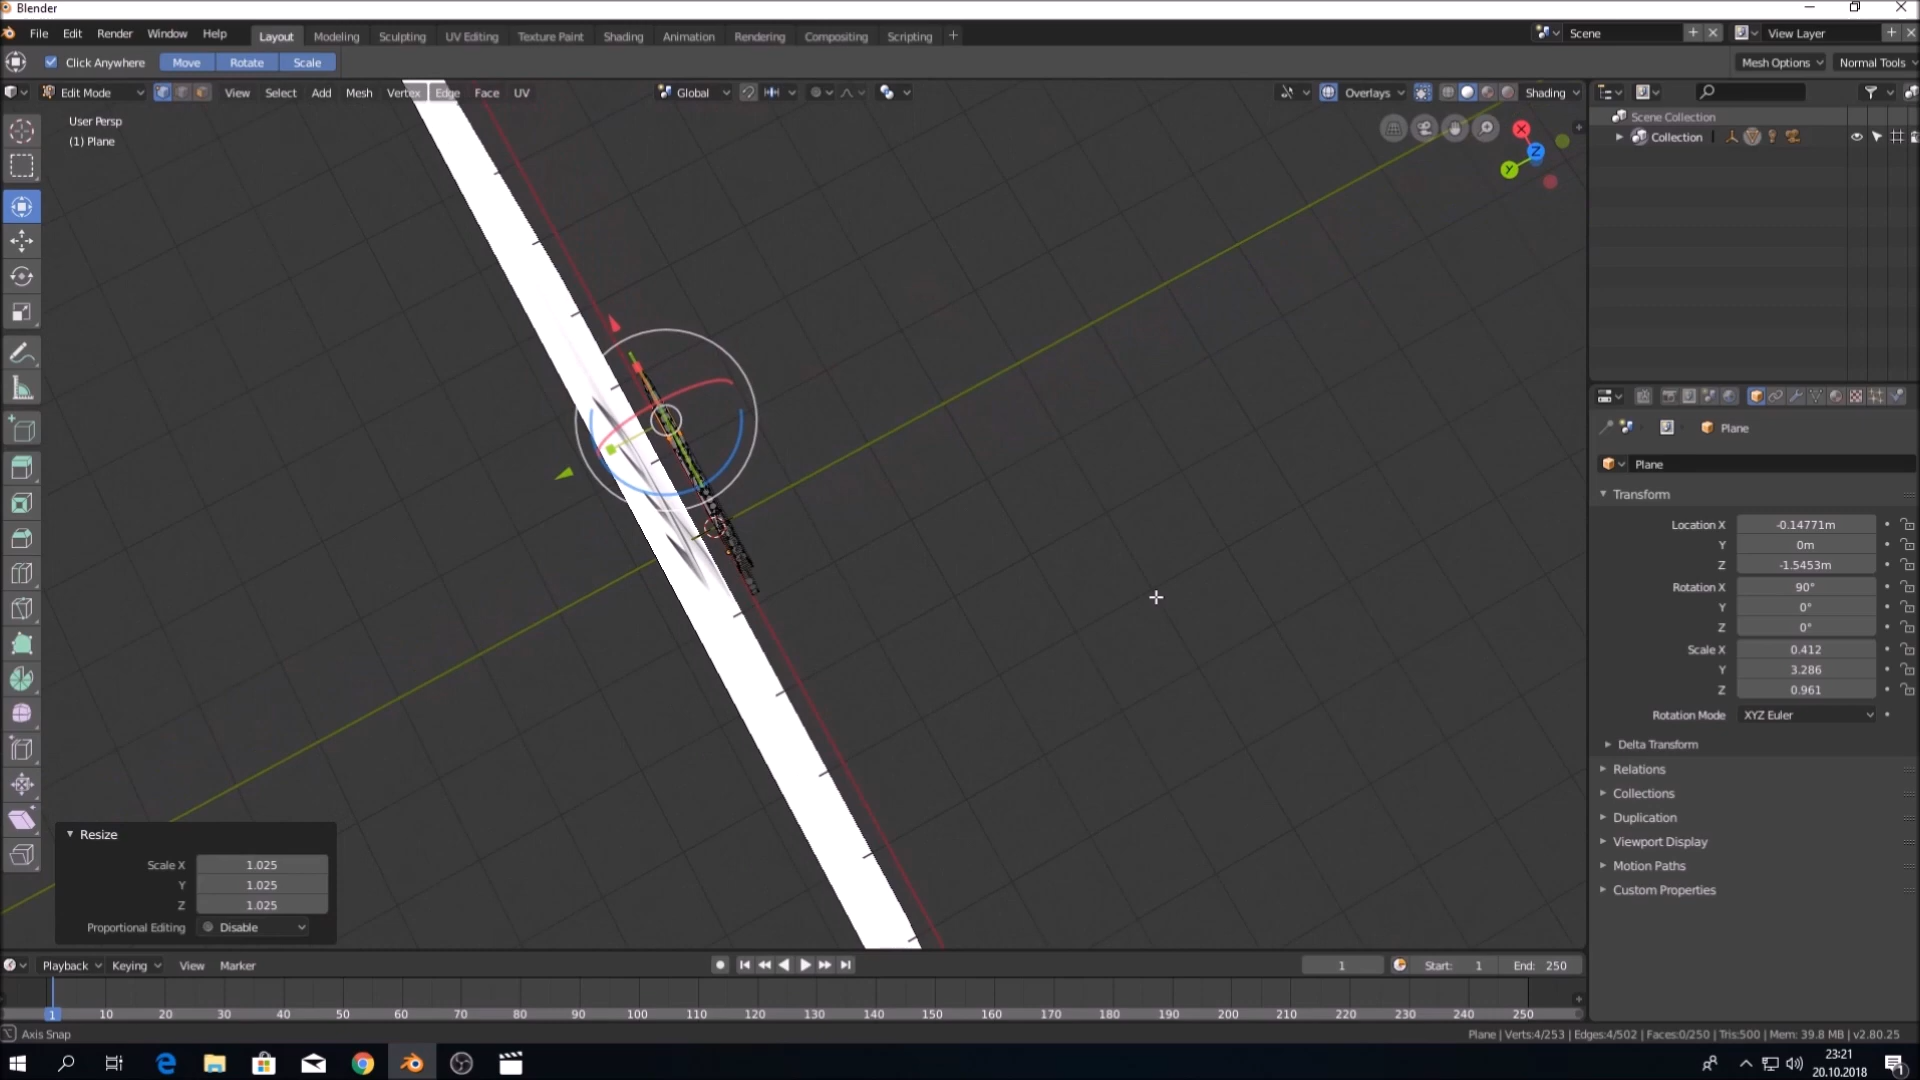 Blender
File Edit Render Window Help Layout Modeling Sculpting UV Editing Texture Paint Shading Animation Rendering Compositing Scripting + Scene View Layer
Click Anywhere Move Rotate Scale Mesh Options Normal Tools
Edit Mode View Select Add Mesh Vertex Edge Face UV Global Overlays Shading
User Persp
(1) Plane
X
Z
Y
Scene Collection
Collection
Plane
Plane
Transform
Location X -0.14771m
Y 0m
Z -1.5453m
Rotation X 90°
Y 0°
Z 0°
Scale X 0.412
Y 3.286
Z 0.961
Rotation Mode XYZ Euler
Delta Transform
Relations
Collections
Duplication
Viewport Display
Motion Paths
Custom Properties
Resize
Scale X 1.025
Y 1.025
Z 1.025
Proportional Editing Disable
Playback Keying View Marker 1 Start: 1 End: 250
1 10 20 30 40 50 60 70 80 90 100 110 120 130 140 150 160 170 180 190 200 210 220 230 240 250
Axis Snap Plane | Verts:4/253 | Edges:4/502 | Faces:0/250 | Tris:500 | Mem: 39.8 MB | v2.80.25
23:21
20.10.2018
1